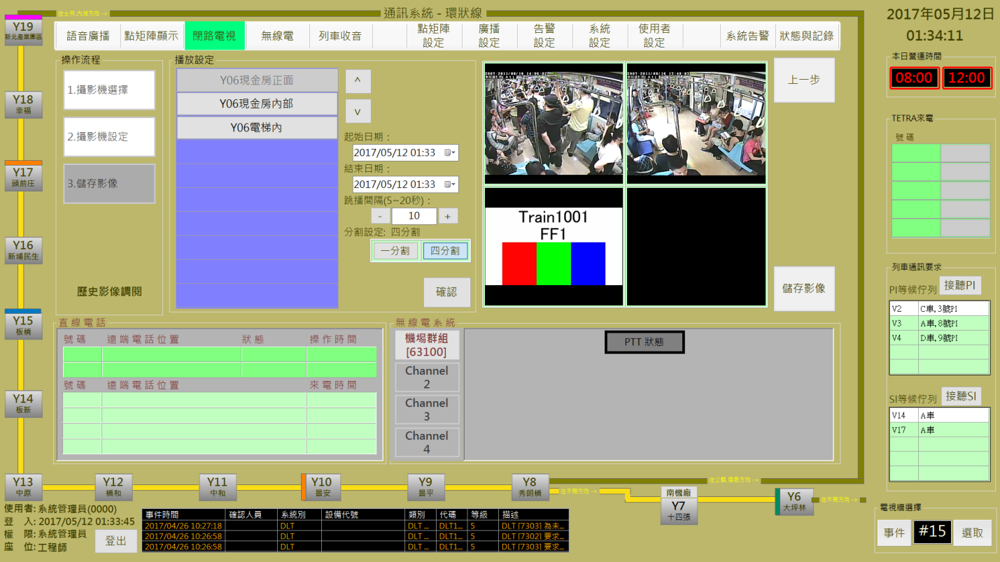 往士林,內湖方向 ->
通訊系統 - 環狀線
2017年05月12日
01:34:11
語音廣播
點矩陣顯示
閉路電視
無線電
列車收音
點矩陣
設定
廣播
設定
告警
設定
系統
設定
使用者
設定
系統告警
狀態與記錄
Y19
新北產業園區
Y18
幸福
Y17
頭前庄
Y16
新埔民生
Y15
板橋
Y14
板新
操作流程
1.攝影機選擇
2.攝影機設定
3.儲存影像
歷史影像調閱
播放設定
Y06現金房正面
Y06現金房內部
Y06電梯內
^
v
起始日期 :
2017/05/12 01:33
結束日期 :
2017/05/12 01:33
跳播間隔(5~20秒) :
-
10
+
分割設定: 四分割
一分割
四分割
確認
Train1001
FF1
上一步
儲存影像
本日營運時間
08:00
12:00
TETRA來電
號碼
列車通訊要求
PI等候佇列
接聽PI
V2 C車,3號PI
V3 A車,8號PI
V4 D車,9號PI
SI等候佇列
接聽SI
V14 A車
V17 A車
直線電話
號碼 遠端電話位置 狀態 操作時間
號碼 遠端電話位置 來電時間
無線電系統
機場群組
[63100]
Channel
2
Channel
3
Channel
4
PTT 狀態
Y13
中原
Y12
橋和
Y11
中和
Y10
景安
Y9
景平
Y8
秀朗橋
往木柵方向 ->
往公館,信義方向 ->
南機廠
Y7
十四張
Y6
大坪林
往木柵方向 ->
使用者: 系統管理員(0000)
登 入: 2017/05/12 01:33:45
權 限: 系統管理員
座 位: 工程師
登出
事件時間 確認人員 系統別 設備代號 類別 代碼 等級 描述
2017/04/26 10:27:18 DLT DLT ... DLT1... 5 DLT [7303] 為未...
2017/04/26 10:26:58 DLT DLT ... DLT1... 5 DLT [7302] 要求...
2017/04/26 10:26:58 DLT DLT ... DLT1... 5 DLT [7303] 要求...
電視牆選擇
事件
#15
選取